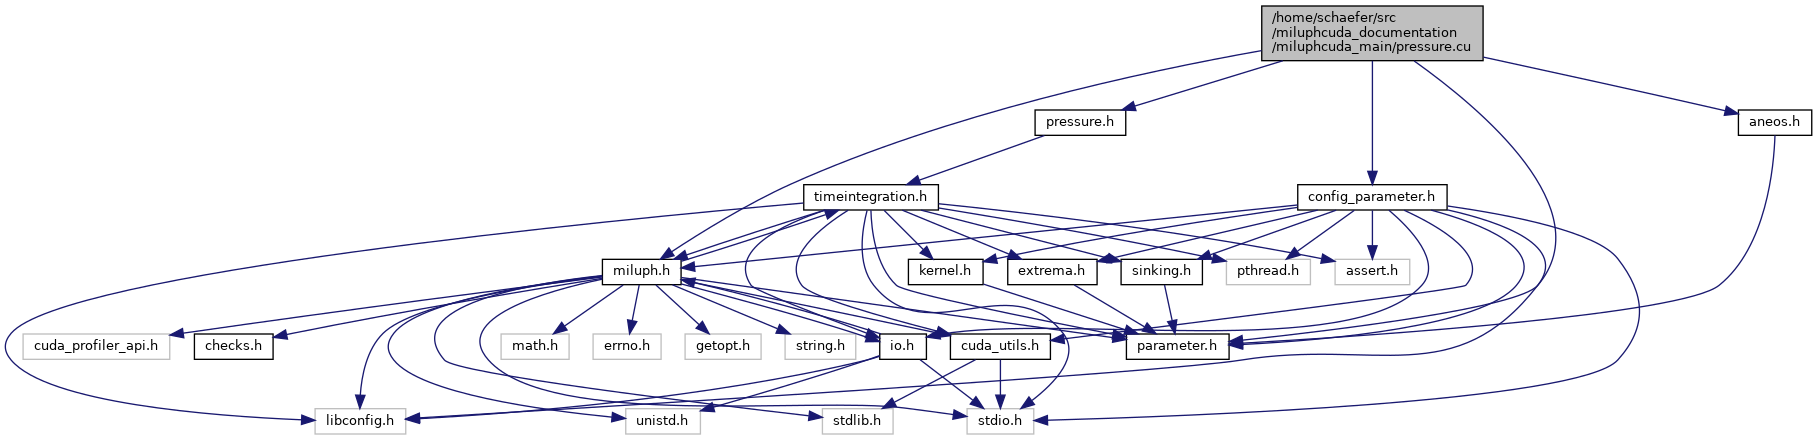 /home/schaefer/src
/miluphcuda_documentation
/miluphcuda_main/pressure.cu
pressure.h
aneos.h
timeintegration.h
config_parameter.h
miluph.h
kernel.h
extrema.h
sinking.h
pthread.h
assert.h
cuda_profiler_api.h
checks.h
math.h
errno.h
getopt.h
string.h
io.h
cuda_utils.h
parameter.h
libconfig.h
unistd.h
stdlib.h
stdio.h